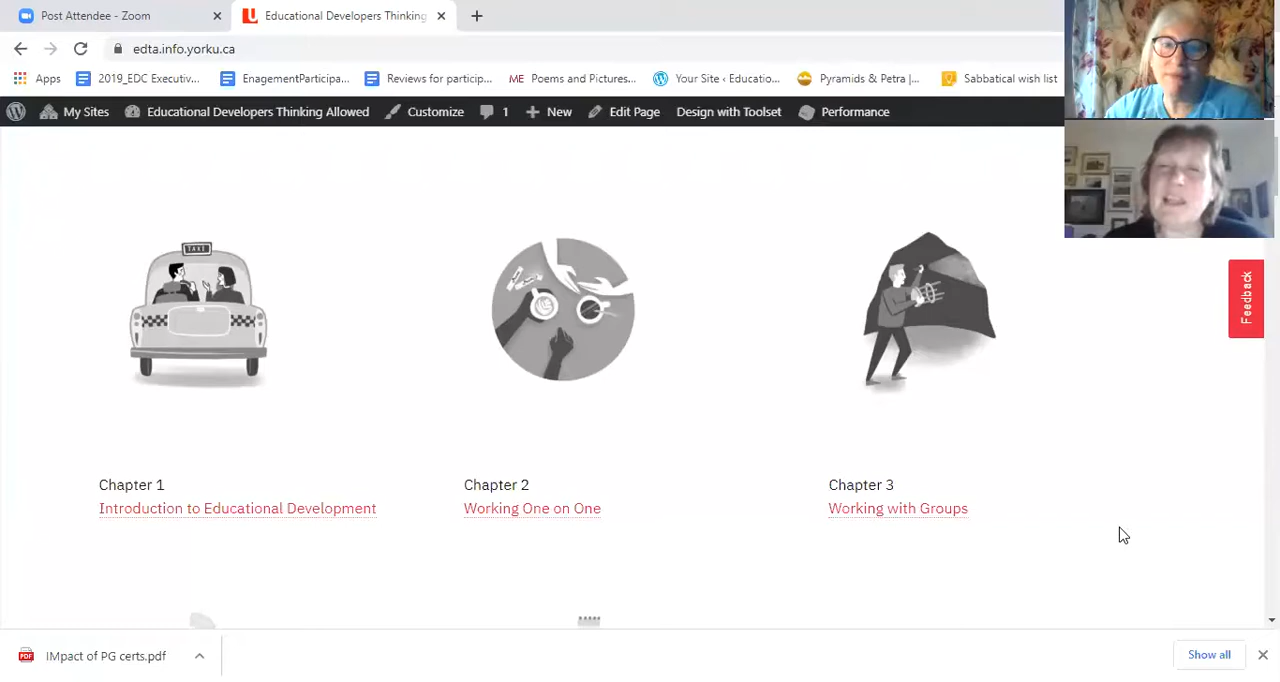 Post Attendee - Zoom
Educational Developers Thinking
edta.info.yorku.ca
Apps
2019_EDC Executiv...
EnagementParticipa...
Reviews for particip...
ME Poems and Pictures...
Your Site ‹ Educatio...
Pyramids & Petra |...
Sabbatical wish list
My Sites
Educational Developers Thinking Allowed
Customize
1
New
Edit Page
Design with Toolset
Performance
TAXI
Feedback
Chapter 1
Introduction to Educational Development
Chapter 2
Working One on One
Chapter 3
Working with Groups
PDF
IMpact of PG certs.pdf
Show all